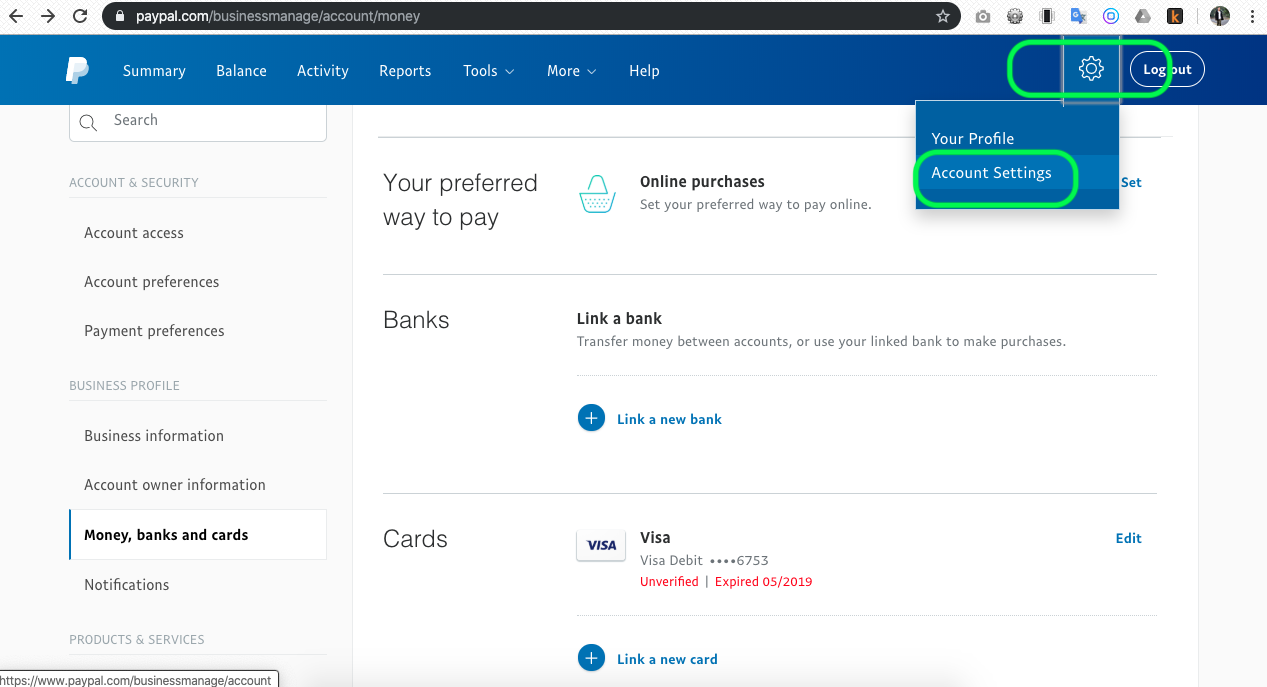 paypal.com/businessmanage/account/money
Summary
Balance
Activity
Reports
Tools
More
Help
Log out
Your Profile
Account Settings
Search
ACCOUNT & SECURITY
Account access
Account preferences
Payment preferences
BUSINESS PROFILE
Business information
Account owner information
Money, banks and cards
Notifications
PRODUCTS & SERVICES
Your preferred
way to pay
Online purchases
Set your preferred way to pay online.
Set
Banks
Link a bank
Transfer money between accounts, or use your linked bank to make purchases.
Link a new bank
Cards
VISA
Visa
Visa Debit ••••6753
Unverified | Expired 05/2019
Edit
Link a new card
https://www.paypal.com/businessmanage/account